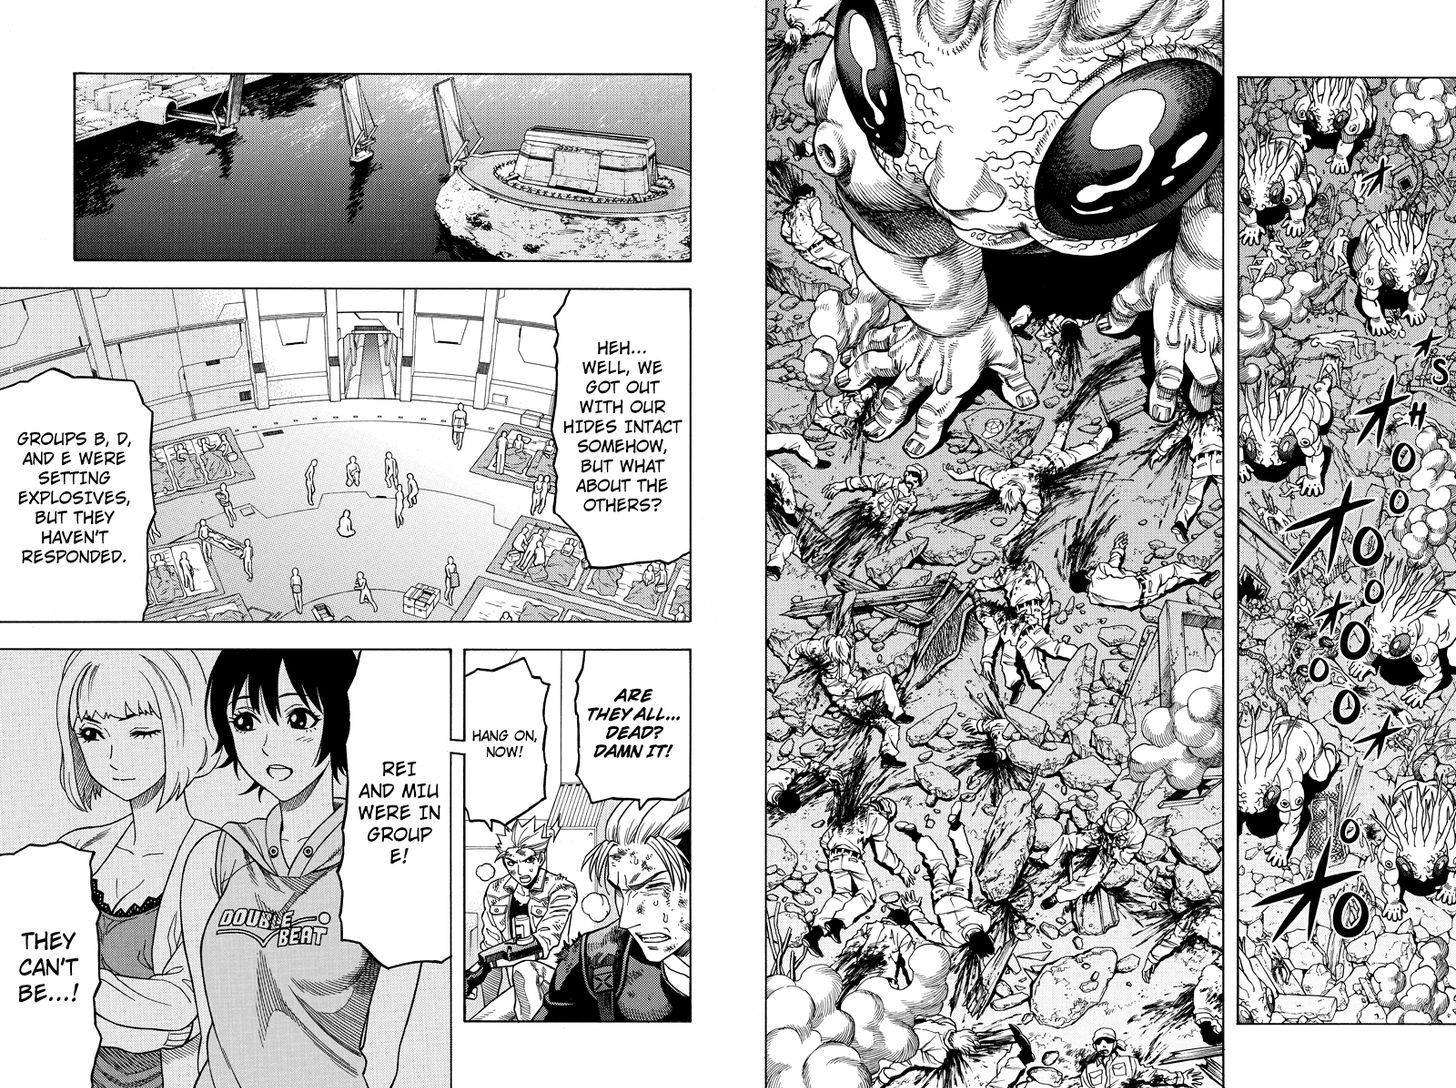 SHOOOOOOOOOO
HEH...
WELL, WE
GOT OUT
WITH OUR
HIDES INTACT
SOMEHOW,
BUT WHAT
ABOUT THE
OTHERS?
GROUPS B, D,
AND E WERE
SETTING
EXPLOSIVES,
BUT THEY
HAVEN'T
RESPONDED.
ARE
THEY ALL...
DEAD?
DAMN IT!
HANG ON,
NOW!
REI
AND MIU
WERE IN
GROUP
E!
DOUBLE
BEAT
THEY
CAN'T
BE...!